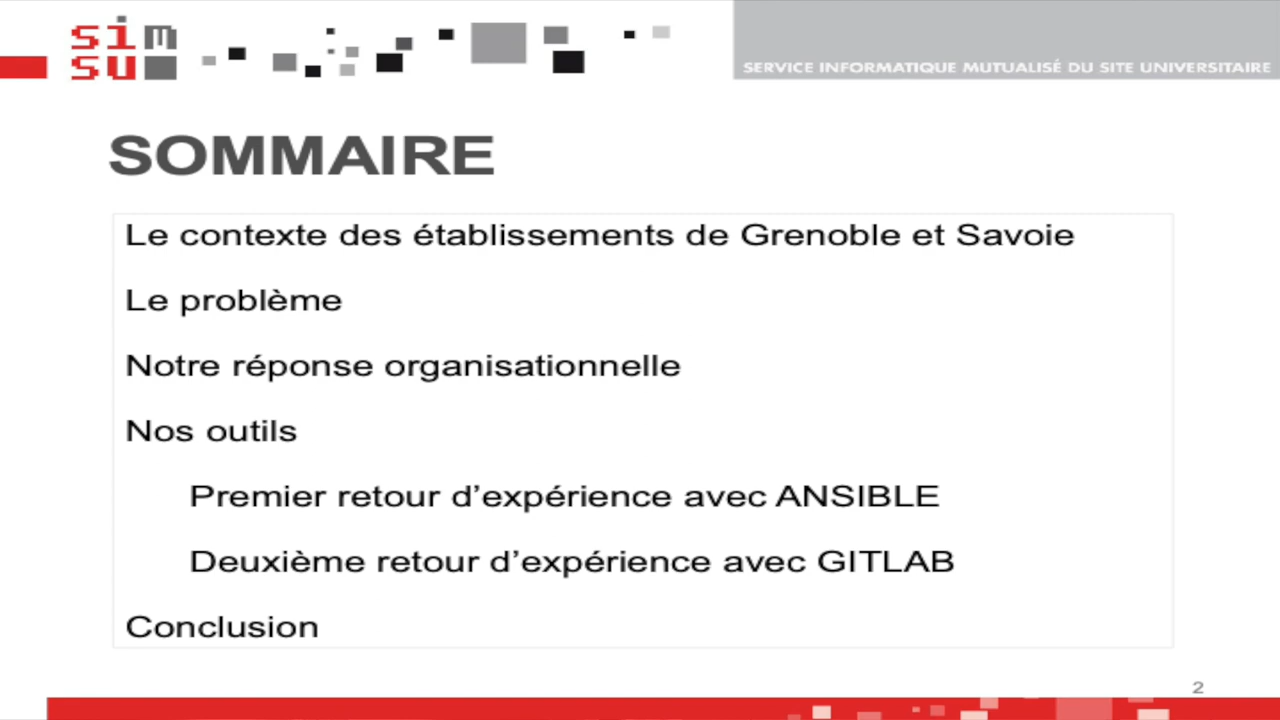 sim
su
SERVICE INFORMATIQUE MUTUALISÉ DU SITE UNIVERSITAIRE
SOMMAIRE
Le contexte des établissements de Grenoble et Savoie
Le problème
Notre réponse organisationnelle
Nos outils
Premier retour d’expérience avec ANSIBLE
Deuxième retour d’expérience avec GITLAB
Conclusion
2